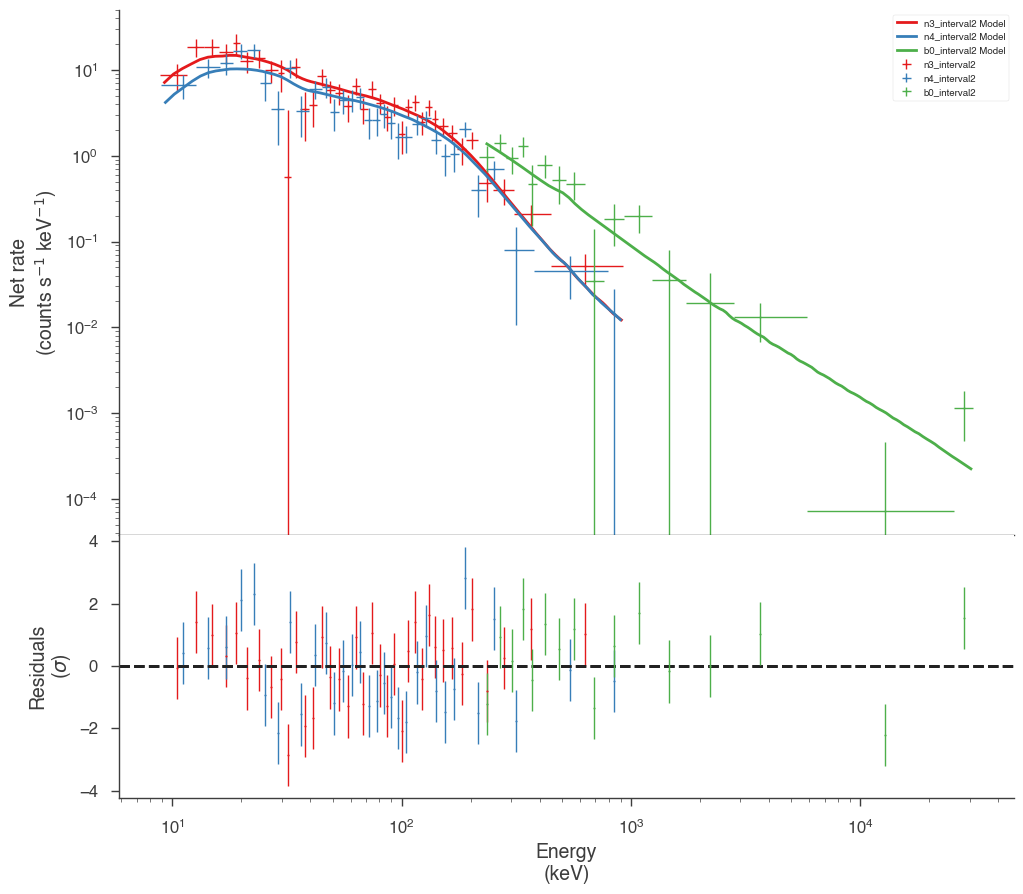 n3_interval2 Model
n4_interval2 Model
b0_interval2 Model
n3_interval2
n4_interval2
b0_interval2
Net rate
(counts s⁻¹ keV⁻¹)
10¹
10⁰
10⁻¹
10⁻²
10⁻³
10⁻⁴
Residuals
(σ)
4
2
0
−2
−4
10¹ 10² 10³ 10⁴
Energy
(keV)